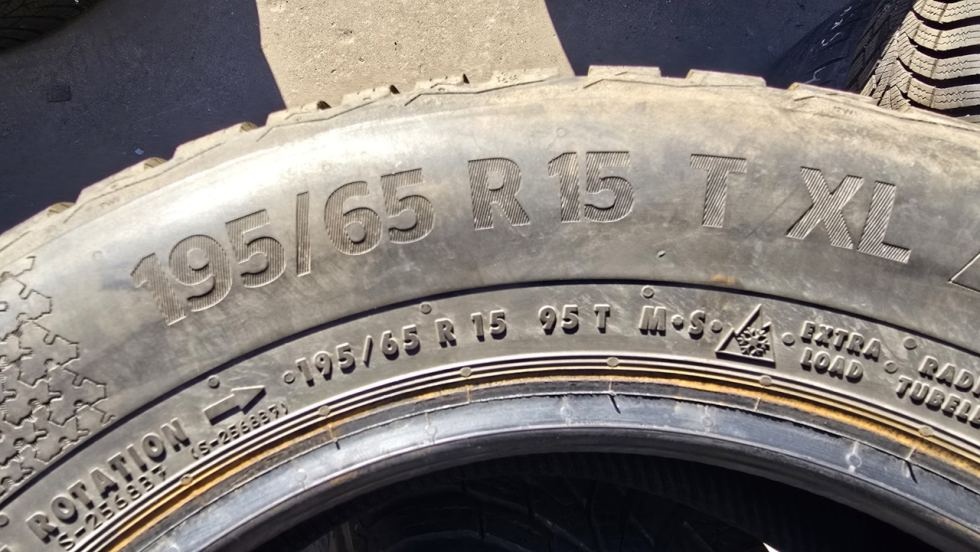 195/65 R 15 T XL
195/65 R 15 95 T M•S•
EXTRA
LOAD
ROTATION